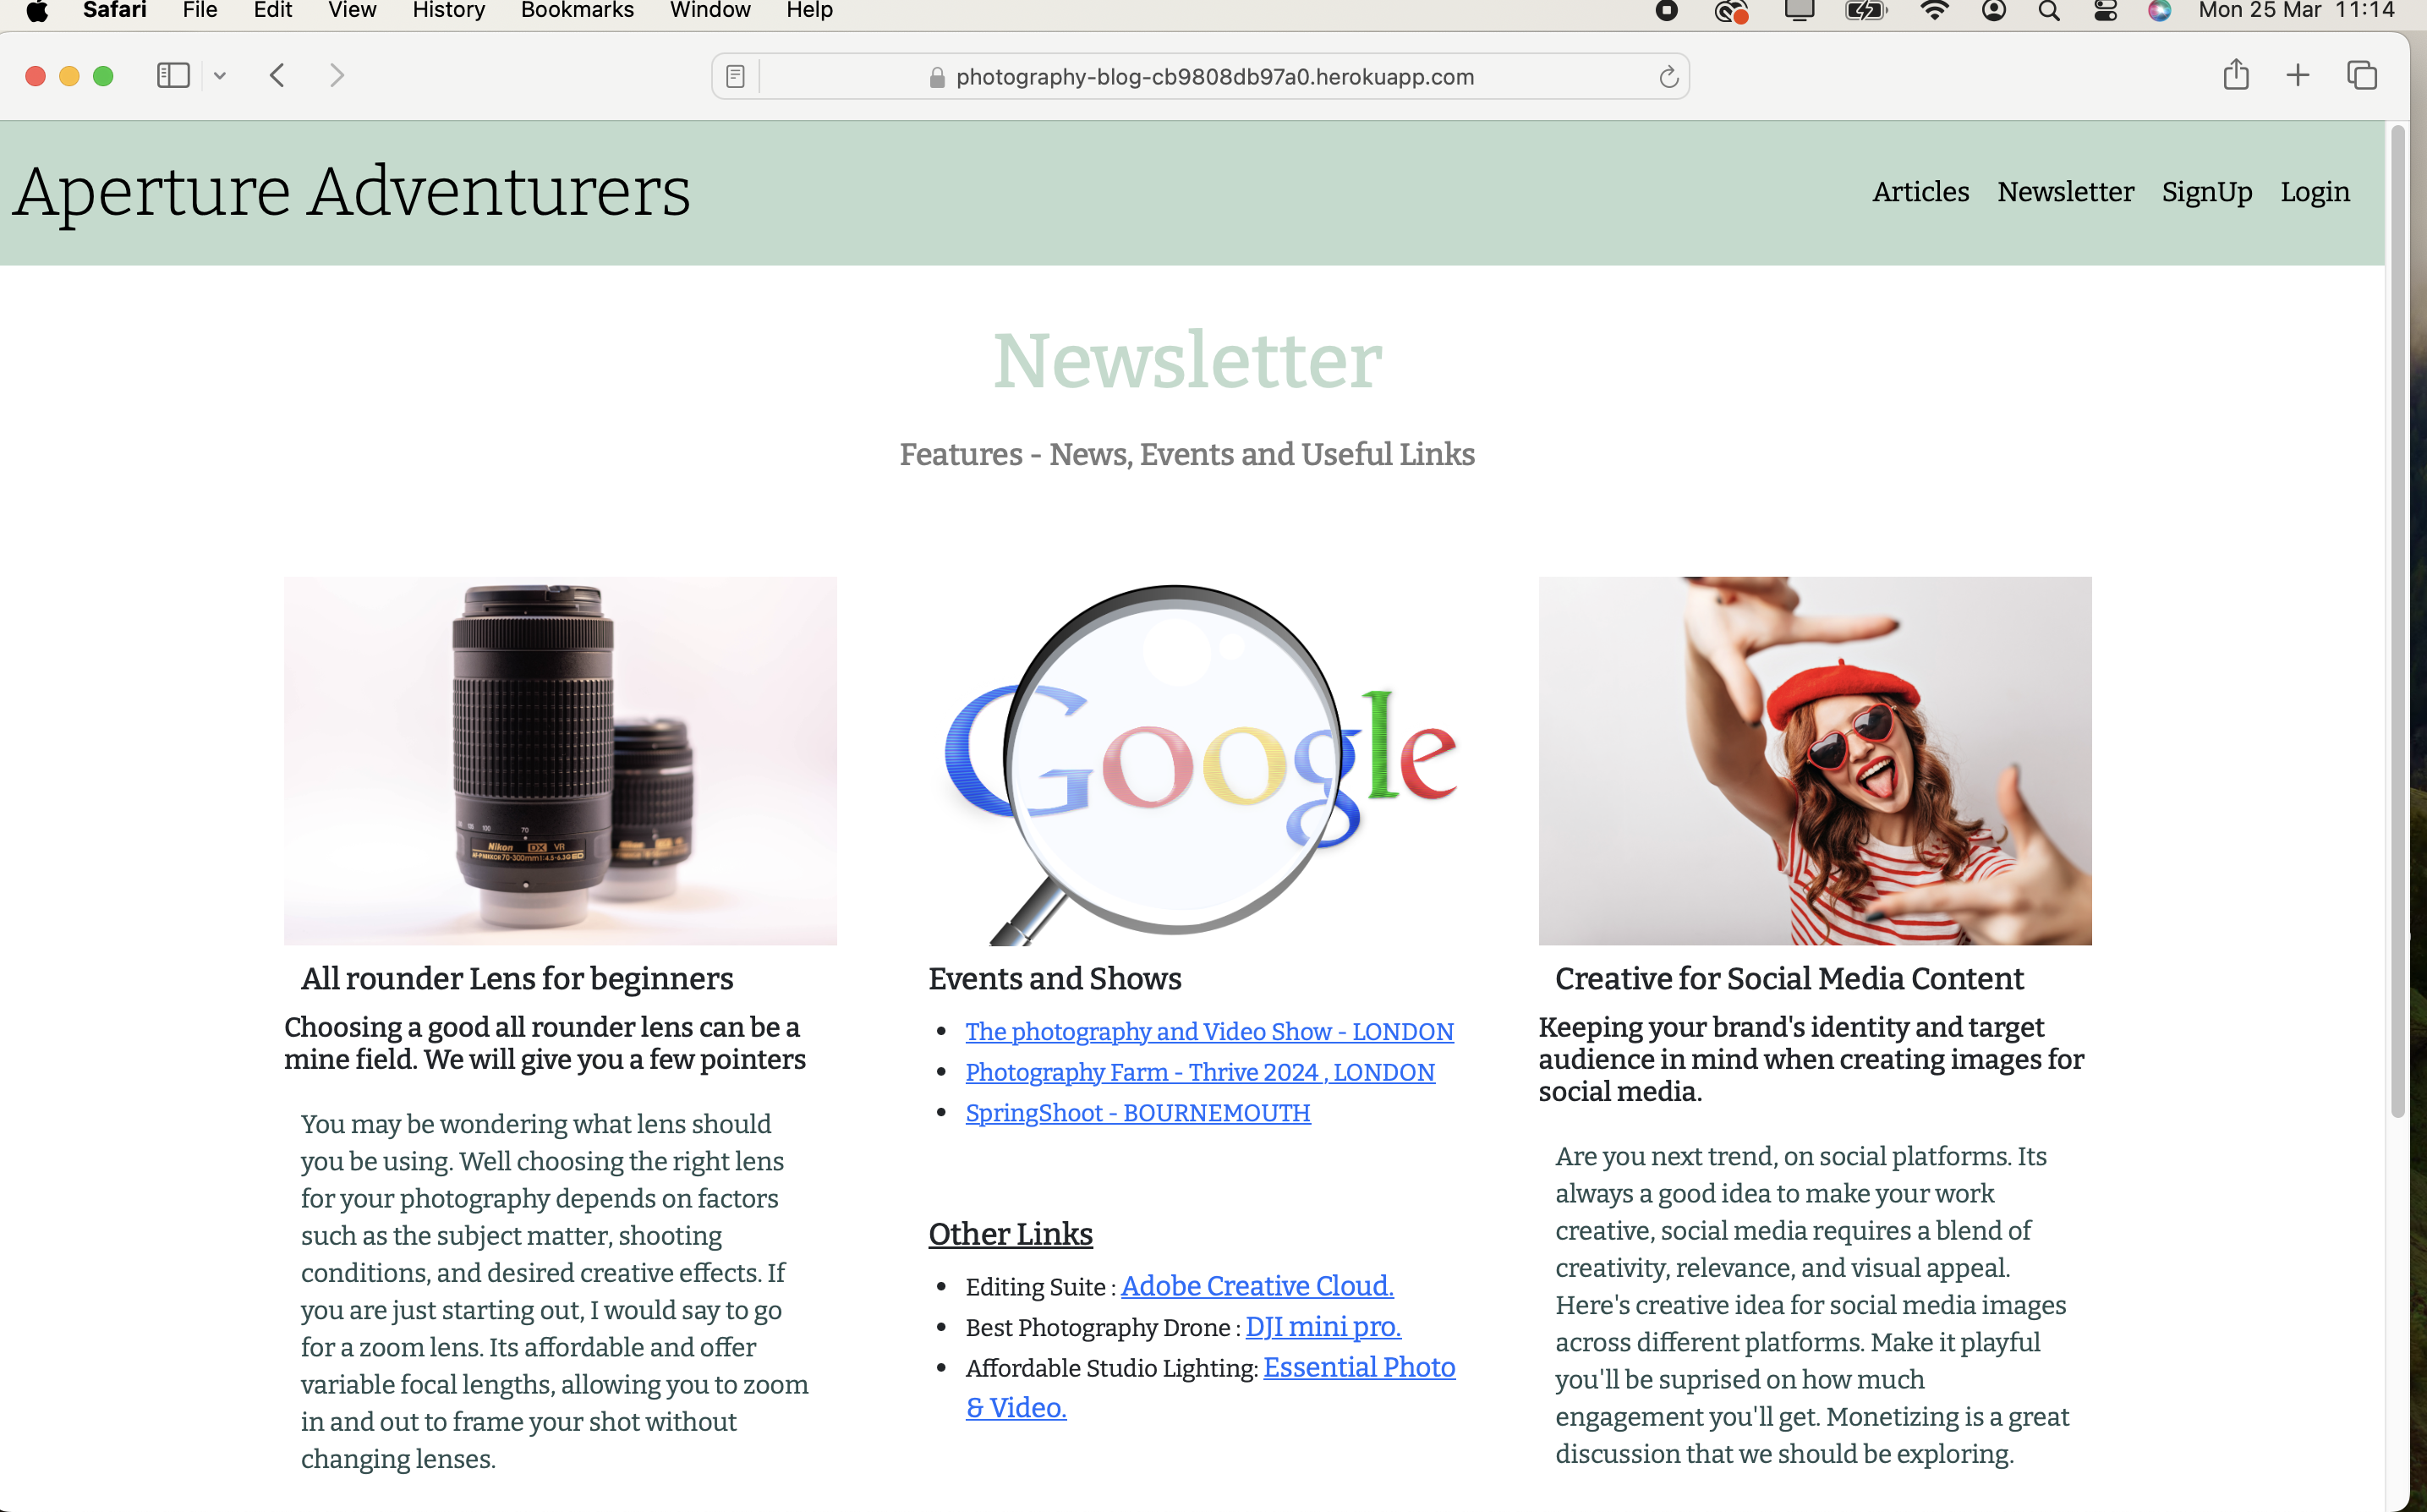 Safari File Edit View History Bookmarks Window Help Mon 25 Mar 11:14
photography-blog-cb9808db97a0.herokuapp.com
Aperture Adventurers
Articles Newsletter SignUp Login
Newsletter
Features - News, Events and Useful Links
Nikon DX VR
70
100
Google
All rounder Lens for beginners
Choosing a good all rounder lens can be a
mine field. We will give you a few pointers
You may be wondering what lens should
you be using. Well choosing the right lens
for your photography depends on factors
such as the subject matter, shooting
conditions, and desired creative effects. If
you are just starting out, I would say to go
for a zoom lens. Its affordable and offer
variable focal lengths, allowing you to zoom
in and out to frame your shot without
changing lenses.
Events and Shows
The photography and Video Show - LONDON
Photography Farm - Thrive 2024 , LONDON
SpringShoot - BOURNEMOUTH
Other Links
Editing Suite : Adobe Creative Cloud.
Best Photography Drone : DJI mini pro.
Affordable Studio Lighting: Essential Photo
& Video.
Creative for Social Media Content
Keeping your brand's identity and target
audience in mind when creating images for
social media.
Are you next trend, on social platforms. Its
always a good idea to make your work
creative, social media requires a blend of
creativity, relevance, and visual appeal.
Here's creative idea for social media images
across different platforms. Make it playful
you'll be suprised on how much
engagement you'll get. Monetizing is a great
discussion that we should be exploring.